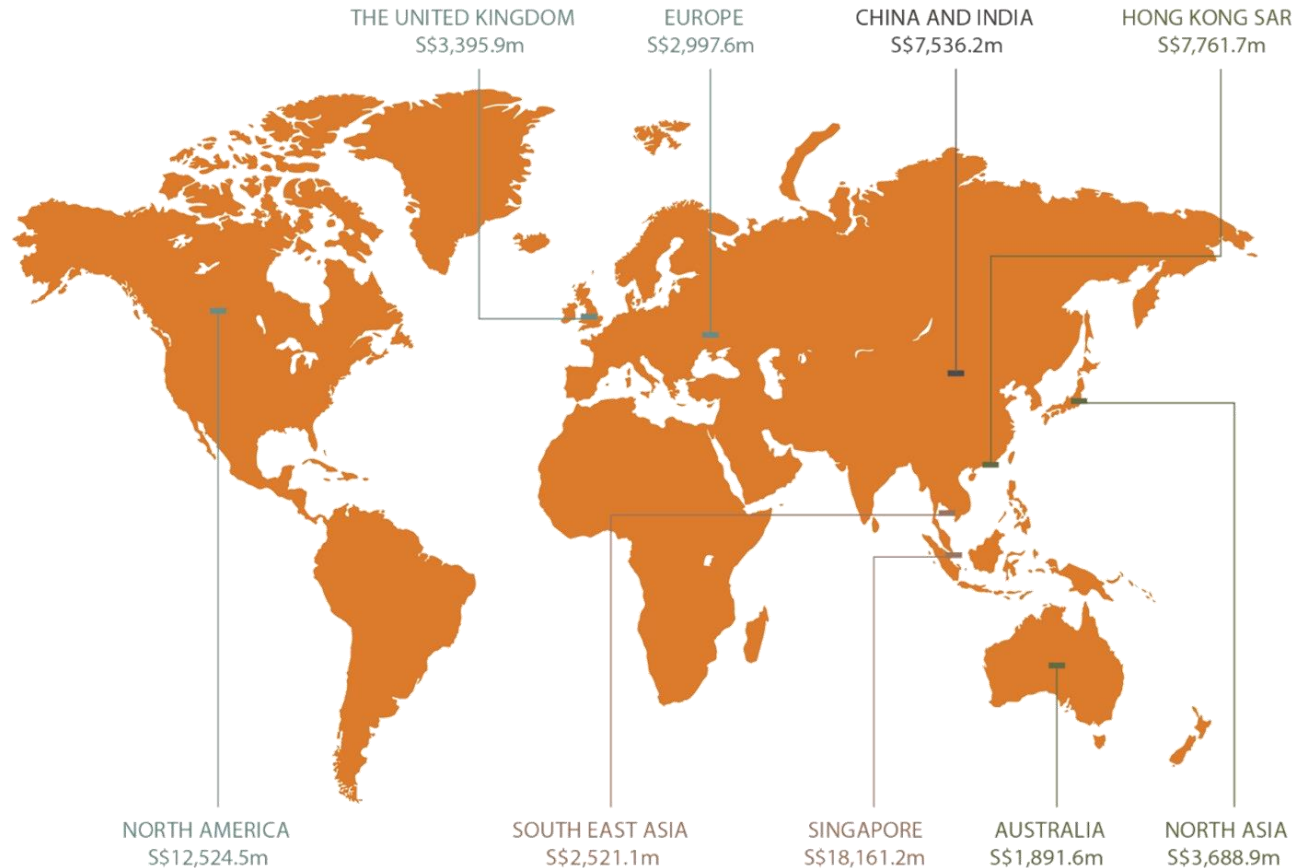 THE UNITED KINGDOM
S$3,395.9m
EUROPE
S$2,997.6m
CHINA AND INDIA
S$7,536.2m
HONG KONG SAR
S$7,761.7m
NORTH AMERICA
S$12,524.5m
SOUTH EAST ASIA
S$2,521.1m
SINGAPORE
S$18,161.2m
AUSTRALIA
S$1,891.6m
NORTH ASIA
S$3,688.9m